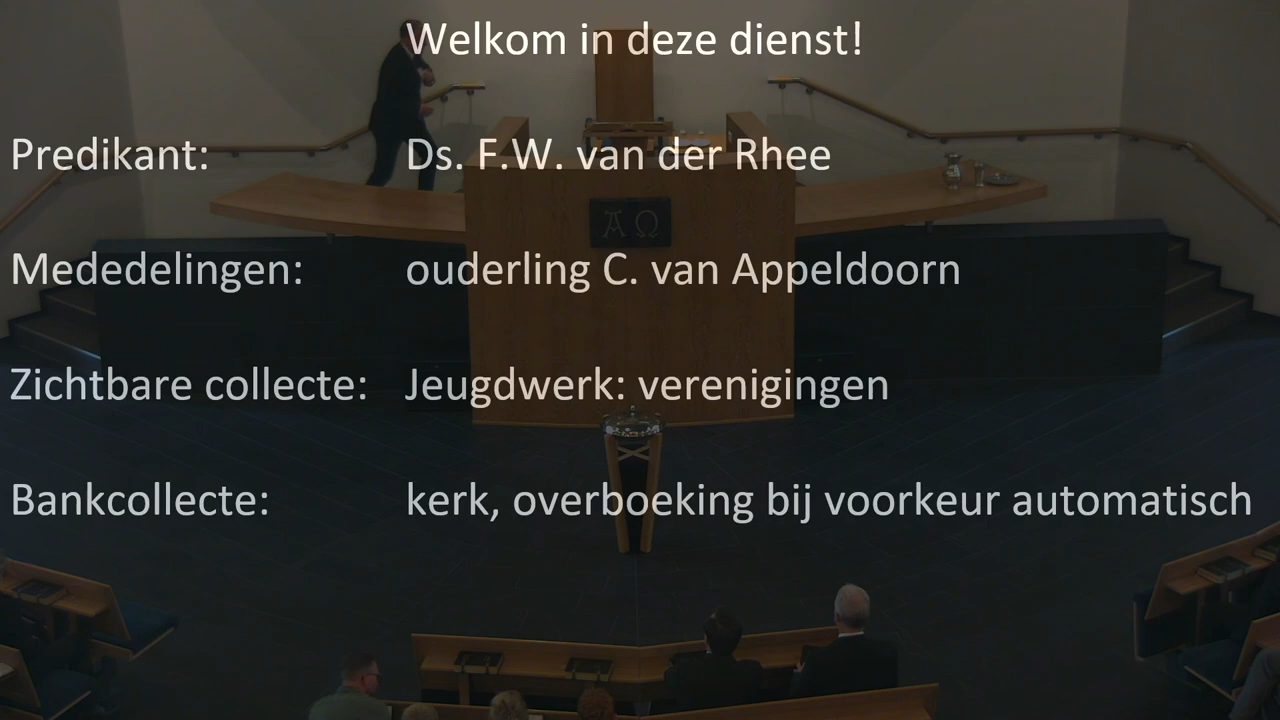 Welkom in deze dienst!
Predikant: Ds. F.W. van der Rhee
Α Ω
Mededelingen: ouderling C. van Appeldoorn
Zichtbare collecte: Jeugdwerk: verenigingen
Bankcollecte: kerk, overboeking bij voorkeur automatisch